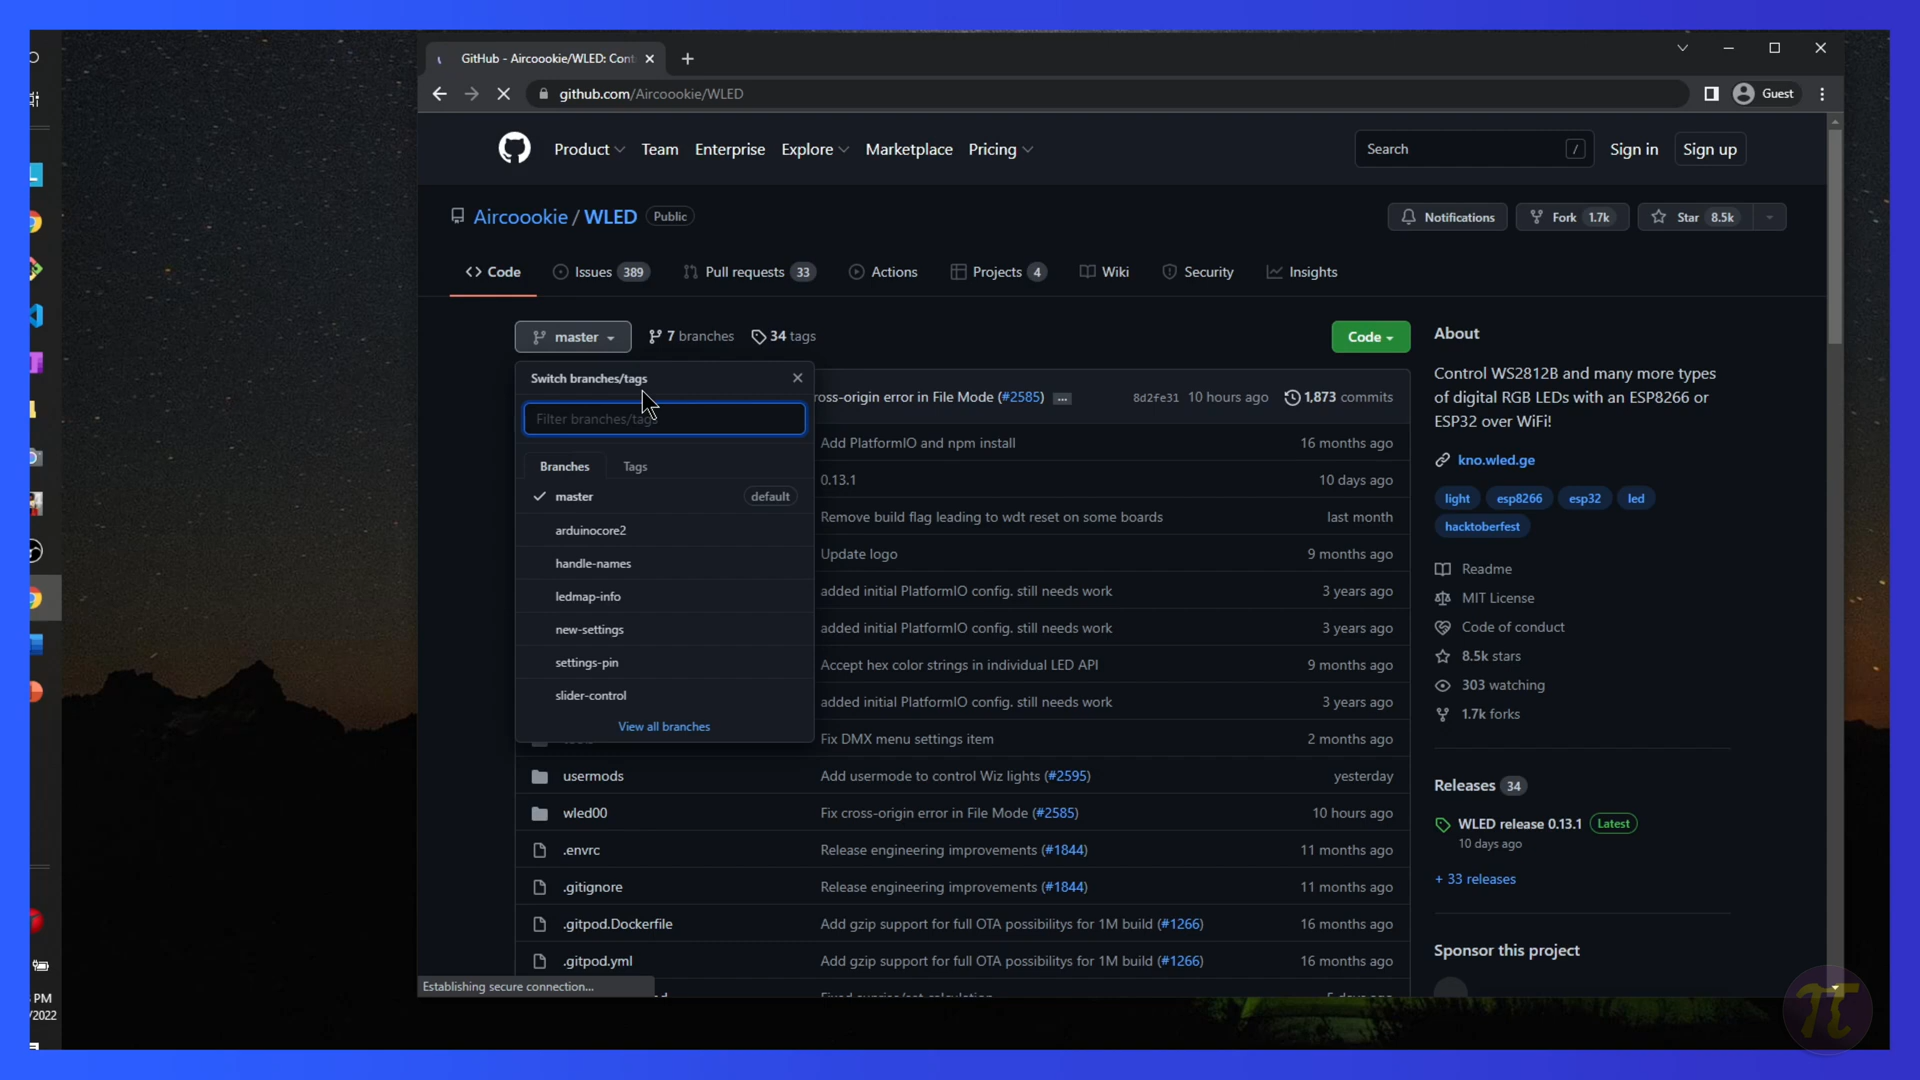 GitHub - Aircoookie/WLED: Cont
github.com/Aircoookie/WLED
Guest
Product Team Enterprise Explore Marketplace Pricing
Search /
Sign in
Sign up
Aircoookie / WLED Public
Notifications
Fork 1.7k
Star 8.5k
Code
Issues 389
Pull requests 33
Actions
Projects 4
Wiki
Security
Insights
master
7 branches
34 tags
Code
Switch branches/tags
Filter branches/tags
Branches Tags
master default
arduinocore2
handle-names
ledmap-info
new-settings
settings-pin
slider-control
View all branches
ross-origin error in File Mode (#2585) ... 8d2fe31 10 hours ago 1,873 commits
Add PlatformIO and npm install 16 months ago
0.13.1 10 days ago
Remove build flag leading to wdt reset on some boards last month
Update logo 9 months ago
added initial PlatformIO config. still needs work 3 years ago
added initial PlatformIO config. still needs work 3 years ago
Accept hex color strings in individual LED API 9 months ago
added initial PlatformIO config. still needs work 3 years ago
Fix DMX menu settings item 2 months ago
usermods Add usermode to control Wiz lights (#2595) yesterday
wled00 Fix cross-origin error in File Mode (#2585) 10 hours ago
.envrc Release engineering improvements (#1844) 11 months ago
.gitignore Release engineering improvements (#1844) 11 months ago
.gitpod.Dockerfile Add gzip support for full OTA possibilitys for 1M build (#1266) 16 months ago
.gitpod.yml Add gzip support for full OTA possibilitys for 1M build (#1266) 16 months ago
Establishing secure connection...
About
Control WS2812B and many more types
of digital RGB LEDs with an ESP8266 or
ESP32 over WiFi!
kno.wled.ge
light esp8266 esp32 led
hacktoberfest
Readme
MIT License
Code of conduct
8.5k stars
303 watching
1.7k forks
Releases 34
WLED release 0.13.1 Latest
10 days ago
+ 33 releases
Sponsor this project
PM
/2022
π